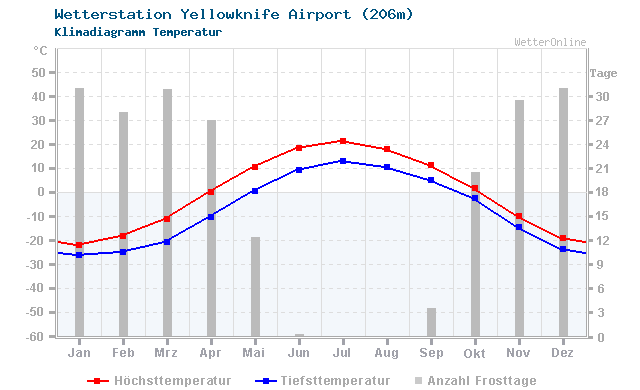 Wetterstation Yellowknife Airport (206m)
Klimadiagramm Temperatur
WetterOnline
°C
Tage
50
40 30
30 27
20 24
10 21
0 18
-10 15
-20 12
-30 9
-40 6
-50 3
-60 0
Jan Feb Mrz Apr Mai Jun Jul Aug Sep Okt Nov Dez
Höchsttemperatur Tiefsttemperatur Anzahl Frosttage